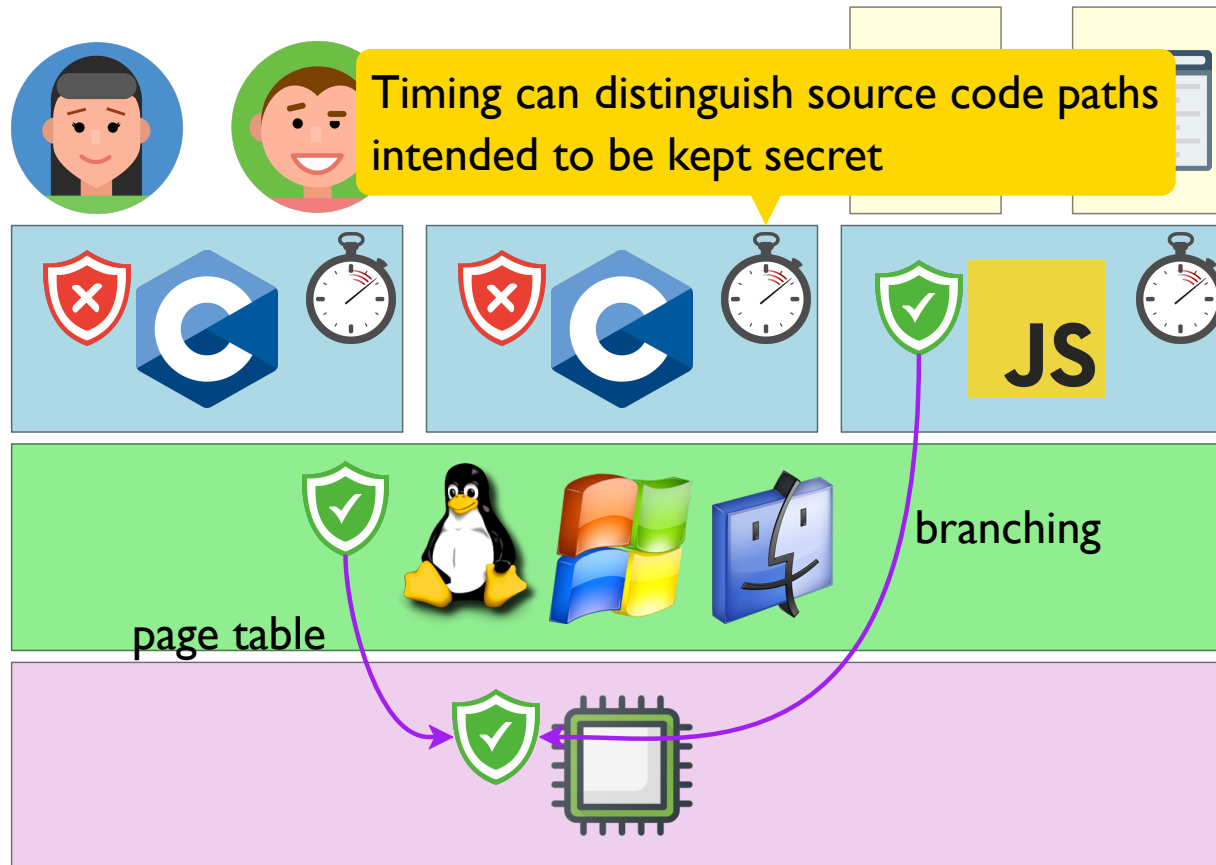 Timing can distinguish source code paths
intended to be kept secret
C
C
JS
branching
page table